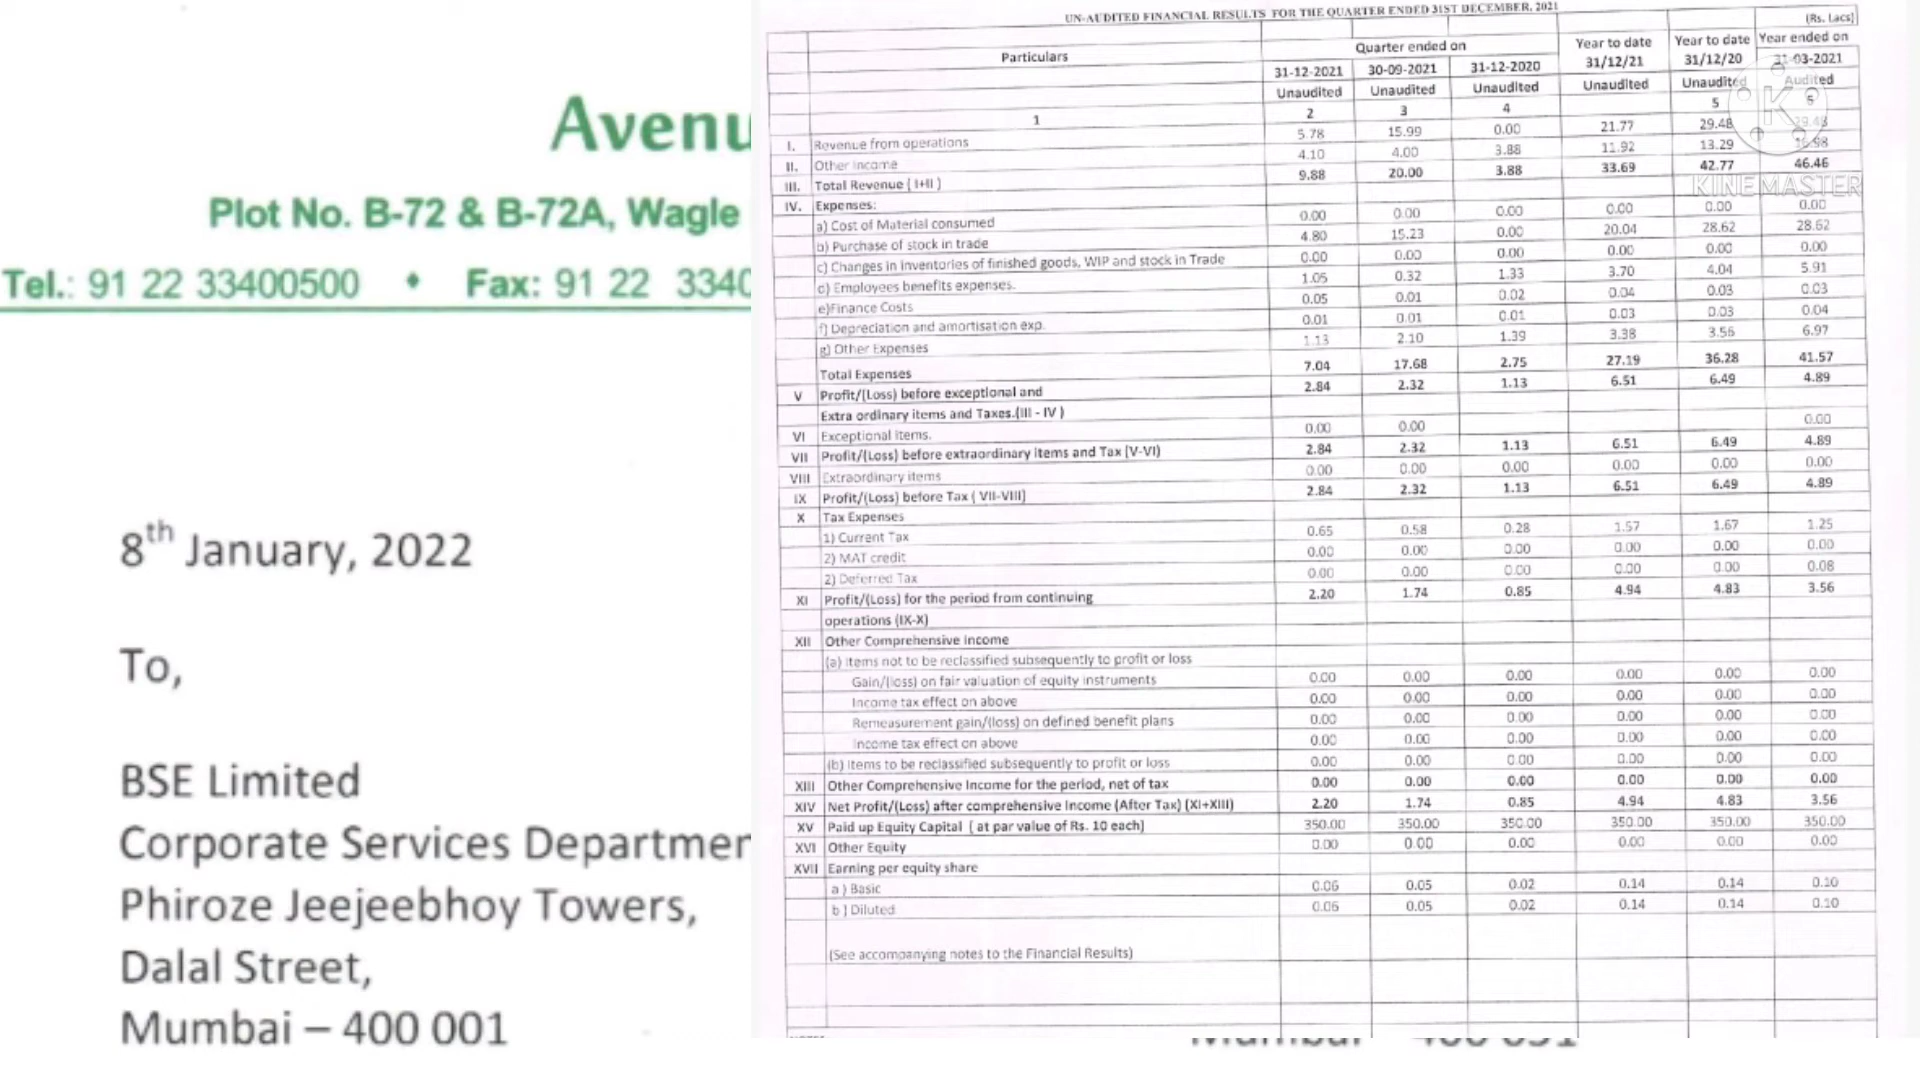 Avenu
Plot No. B-72 & B-72A, Wagle
Tel.: 91 22 33400500 ♦ Fax: 91 22 3340
8th January, 2022
To,
BSE Limited
Corporate Services Departmen
Phiroze Jeejeebhoy Towers,
Dalal Street,
Mumbai – 400 001
UN-AUDITED FINANCIAL RESULTS FOR THE QUARTER ENDED 31ST DECEMBER, 2021
(Rs. Lacs)
Particulars Quarter ended on Year to date Year to date Year ended on
31-12-2021 30-09-2021 31-12-2020 31/12/21 31/12/20 31-03-2021
Unaudited Unaudited Unaudited Unaudited Unaudited Audited
1 2 3 4 5
I. Revenue from operations 5.78 15.99 0.00 21.77 29.48 29.48
II. Other income 4.10 4.00 3.88 11.92 13.29 16.98
III. Total Revenue ( I+II ) 9.88 20.00 3.88 33.69 42.77 46.46
KINEMASTER
IV. Expenses:
a) Cost of Material consumed 0.00 0.00 0.00 0.00 0.00 0.00
b) Purchase of stock in trade 4.80 15.23 0.00 20.04 28.62 28.62
c) Changes in inventories of finished goods, WIP and stock in Trade 0.00 0.00 0.00 0.00 0.00 0.00
d) Employees benefits expenses. 1.05 0.32 1.33 3.70 4.04 5.91
e)Finance Costs 0.05 0.01 0.02 0.04 0.03 0.03
f) Depreciation and amortisation exp. 0.01 0.01 0.01 0.03 0.03 0.04
g) Other Expenses 1.13 2.10 1.39 3.38 3.56 6.97
Total Expenses 7.04 17.68 2.75 27.19 36.28 41.57
V Profit/(Loss) before exceptional and 2.84 2.32 1.13 6.51 6.49 4.89
Extra ordinary items and Taxes.(III - IV )
VI Exceptional items. 0.00 0.00 0.00
VII Profit/(Loss) before extraordinary items and Tax (V-VI) 2.84 2.32 1.13 6.51 6.49 4.89
VIII Extraordinary items 0.00 0.00 0.00 0.00 0.00 0.00
IX Profit/(Loss) before Tax ( VII-VIII) 2.84 2.32 1.13 6.51 6.49 4.89
X Tax Expenses
1) Current Tax 0.65 0.58 0.28 1.57 1.67 1.25
2) MAT credit 0.00 0.00 0.00 0.00 0.00 0.00
2) Deferred Tax 0.00 0.00 0.00 0.00 0.00 0.08
XI Profit/(Loss) for the period from continuing 2.20 1.74 0.85 4.94 4.83 3.56
operations (IX-X)
XII Other Comprehensive Income
(a) items not to be reclassified subsequently to profit or loss
Gain/(loss) on fair valuation of equity instruments 0.00 0.00 0.00 0.00 0.00 0.00
Income tax effect on above 0.00 0.00 0.00 0.00 0.00 0.00
Remeasurement gain/(loss) on defined benefit plans 0.00 0.00 0.00 0.00 0.00 0.00
Income tax effect on above 0.00 0.00 0.00 0.00 0.00 0.00
(b) Items to be reclassified subsequently to profit or loss 0.00 0.00 0.00 0.00 0.00 0.00
XIII Other Comprehensive Income for the period, net of tax 0.00 0.00 0.00 0.00 0.00 0.00
XIV Net Profit/(Loss) after comprehensive Income (After Tax) (XI+XIII) 2.20 1.74 0.85 4.94 4.83 3.56
XV Paid up Equity Capital ( at par value of Rs. 10 each) 350.00 350.00 350.00 350.00 350.00 350.00
XVI Other Equity 0.00 0.00 0.00 0.00 0.00 0.00
XVII Earning per equity share
a ) Basic 0.06 0.05 0.02 0.14 0.14 0.10
b ) Diluted 0.06 0.05 0.02 0.14 0.14 0.10
(See accompanying notes to the Financial Results)